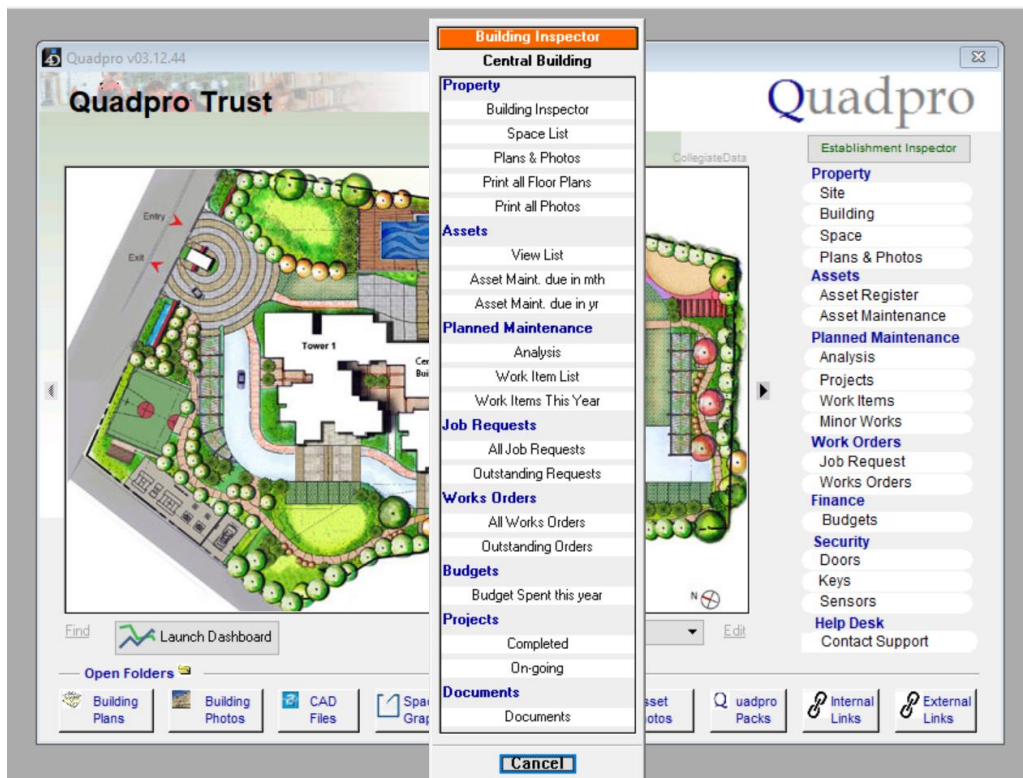 Quadpro v03.12.44
Quadpro Trust
Quadpro
CollegiateData
Entry
Exit
Tower 1
N
Find
Launch Dashboard
Edit
Open Folders
Building
Plans
Building
Photos
CAD
Files
Quadpro
Packs
Internal
Links
External
Links
Building Inspector
Central Building
Property
Building Inspector
Space List
Plans & Photos
Print all Floor Plans
Print all Photos
Assets
View List
Asset Maint. due in mth
Asset Maint. due in yr
Planned Maintenance
Analysis
Work Item List
Work Items This Year
Job Requests
All Job Requests
Outstanding Requests
Works Orders
All Works Orders
Outstanding Orders
Budgets
Budget Spent this year
Projects
Completed
On-going
Documents
Documents
Cancel
Establishment Inspector
Property
Site
Building
Space
Plans & Photos
Assets
Asset Register
Asset Maintenance
Planned Maintenance
Analysis
Projects
Work Items
Minor Works
Work Orders
Job Request
Works Orders
Finance
Budgets
Security
Doors
Keys
Sensors
Help Desk
Contact Support